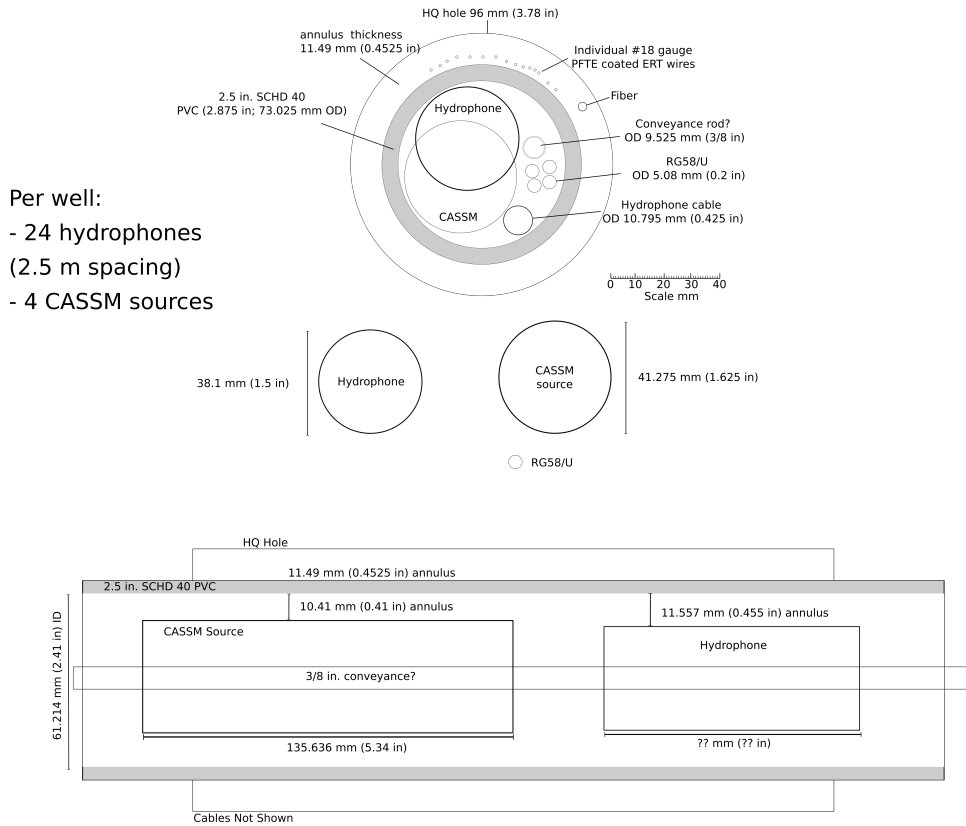 HQ hole 96 mm (3.78 in)
annulus thickness
11.49 mm (0.4525 in)
Individual #18 gauge
PFTE coated ERT wires
2.5 in. SCHD 40
PVC (2.875 in; 73.025 mm OD)
Fiber
Hydrophone
Conveyance rod?
OD 9.525 mm (3/8 in)
RG58/U
OD 5.08 mm (0.2 in)
Hydrophone cable
OD 10.795 mm (0.425 in)
CASSM
Per well:
- 24 hydrophones
(2.5 m spacing)
- 4 CASSM sources
0 10 20 30 40
Scale mm
38.1 mm (1.5 in)
Hydrophone
CASSM
source
41.275 mm (1.625 in)
RG58/U
HQ Hole
11.49 mm (0.4525 in) annulus
2.5 in. SCHD 40 PVC
10.41 mm (0.41 in) annulus
11.557 mm (0.455 in) annulus
CASSM Source
Hydrophone
61.214 mm (2.41 in) ID
3/8 in. conveyance?
135.636 mm (5.34 in)
?? mm (?? in)
Cables Not Shown